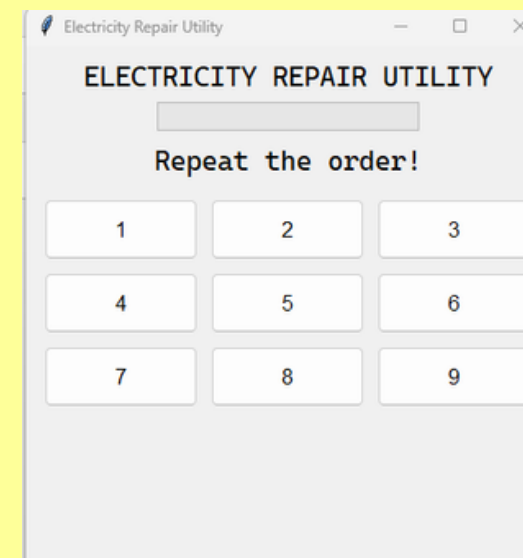 Electricity Repair Utility
ELECTRICITY REPAIR UTILITY
Repeat the order!
1 2 3
4 5 6
7 8 9